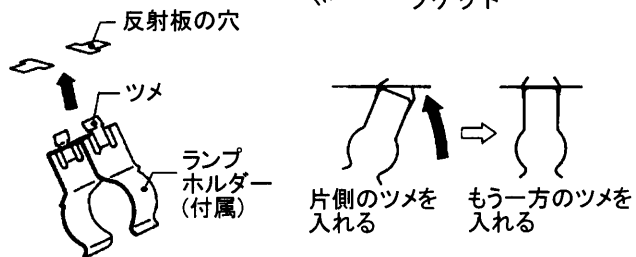 反射板の穴
ツメ
ランプ
ホルダー
(付属)
片側のツメを
入れる
もう一方のツメを
入れる